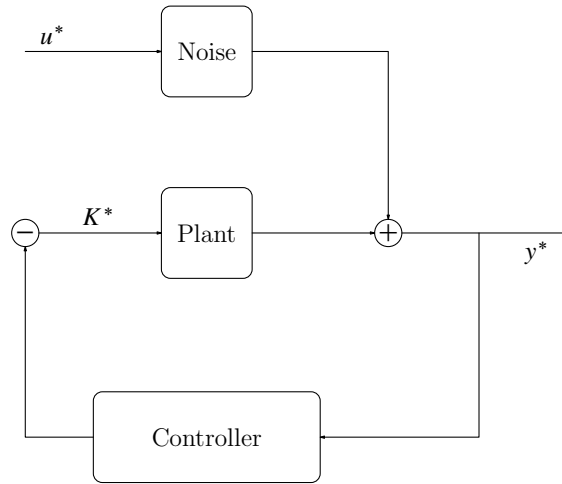 u*
Noise
K*
Plant
y*
Controller